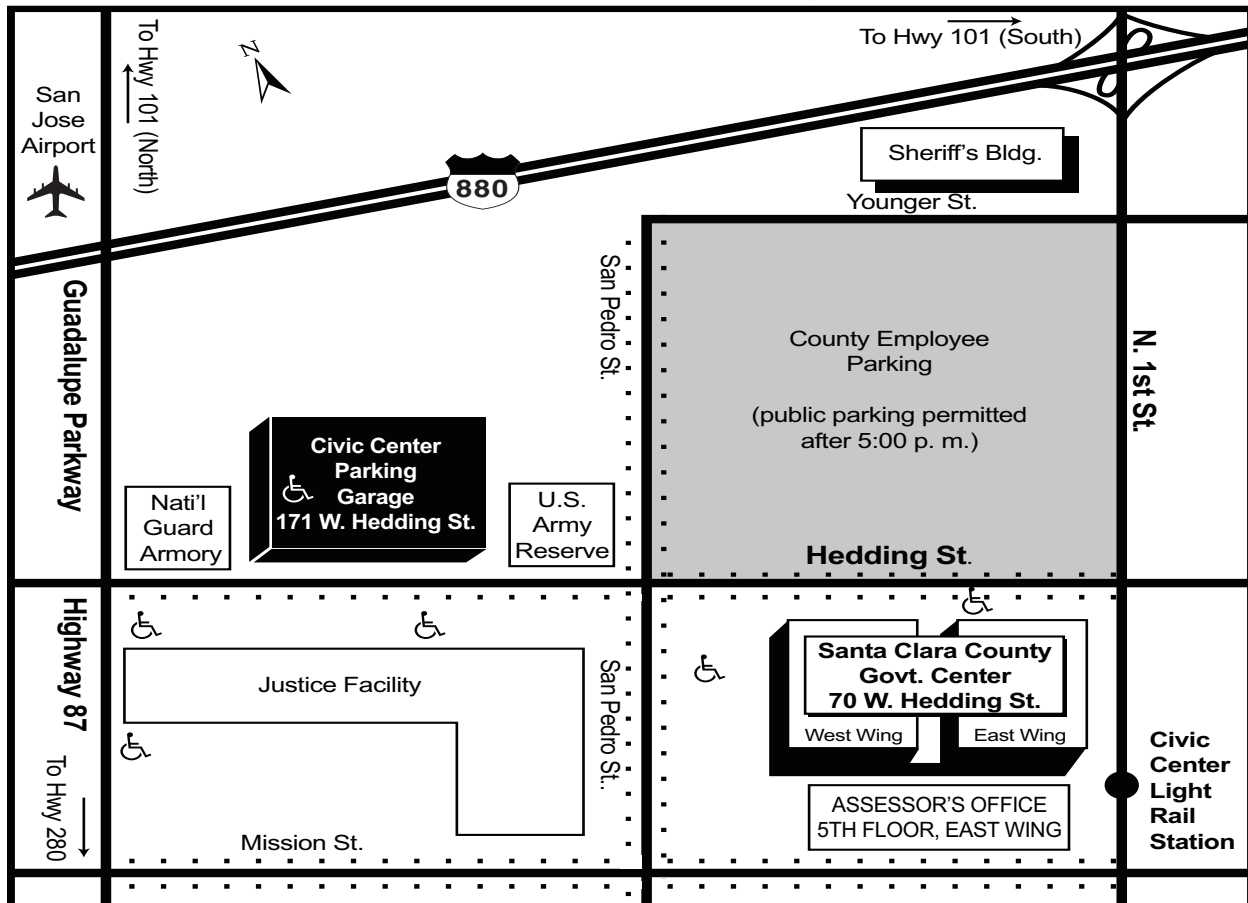 To Hwy 101 (South)
N
To Hwy 101 (North)
San
Jose
Airport
880
Sheriff's Bldg.
Younger St.
San Pedro St.
Guadalupe Parkway
County Employee
Parking
(public parking permitted
after 5:00 p. m.)
N. 1st St.
Civic Center
Parking
Garage
171 W. Hedding St.
Nati'l
Guard
Armory
U.S.
Army
Reserve
Hedding St.
Highway 87
To Hwy 280
Justice Facility
San Pedro St..
Santa Clara County
Govt. Center
70 W. Hedding St.
West Wing
East Wing
ASSESSOR'S OFFICE
5TH FLOOR, EAST WING
Civic
Center
Light
Rail
Station
Mission St.